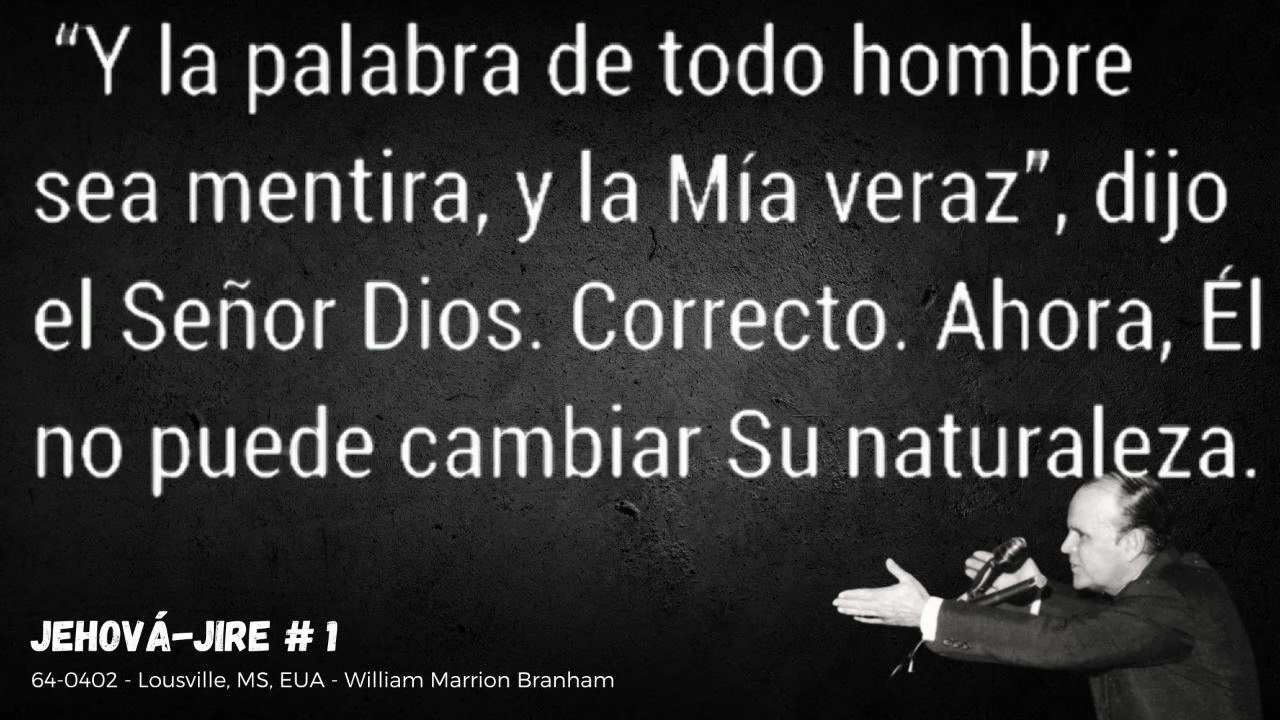 “Y la palabra de todo hombre
sea mentira, y la Mía veraz”, dijo
el Señor Dios. Correcto. Ahora, Él
no puede cambiar Su naturaleza.
JEHOVÁ-JIRE # 1
64-0402 - Lousville, MS, EUA - William Marrion Branham